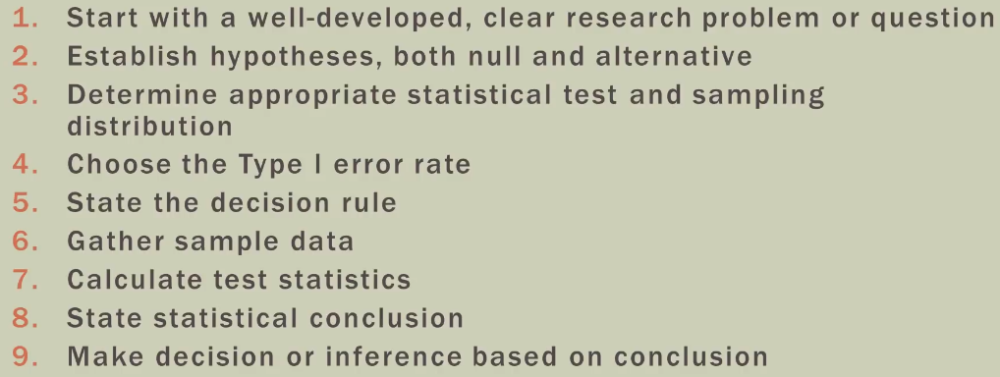 1. Start with a well-developed, clear research problem or question
2. Establish hypotheses, both null and alternative
3. Determine appropriate statistical test and sampling
distribution
4. Choose the Type I error rate
5. State the decision rule
6. Gather sample data
7. Calculate test statistics
8. State statistical conclusion
9. Make decision or inference based on conclusion